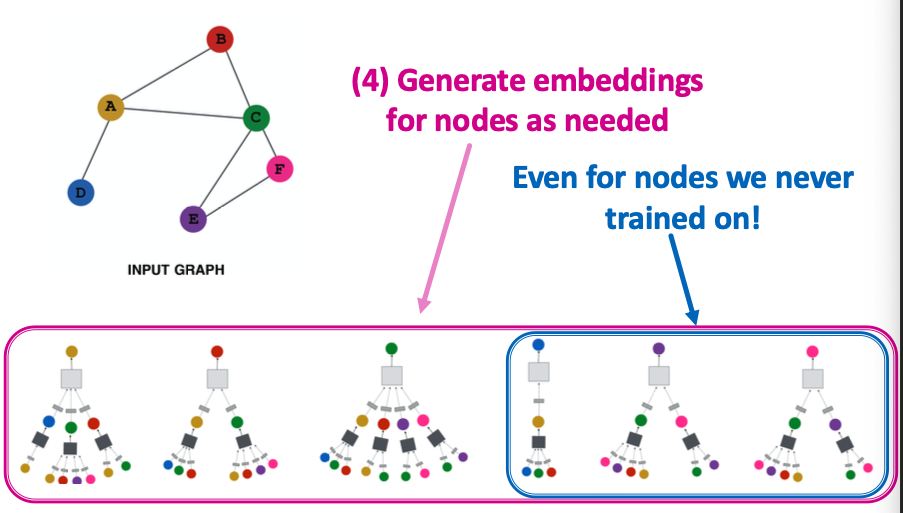 B
(4) Generate embeddings
for nodes as needed
A
C
Even for nodes we never
trained on!
F
D
E
INPUT GRAPH